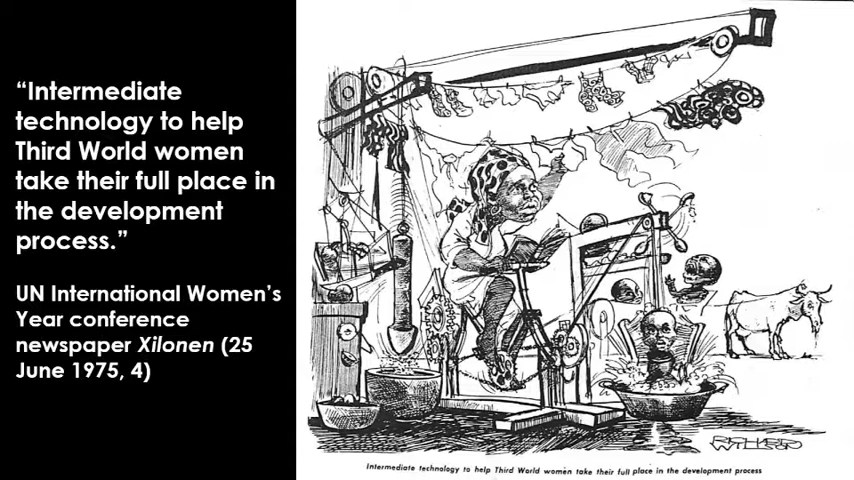 “Intermediate
technology to help
Third World women
take their full place in
the development
process.”
UN International Women’s
Year conference
newspaper Xilonen (25
June 1975, 4)
Intermediate technology to help Third World women take their full place in the development process